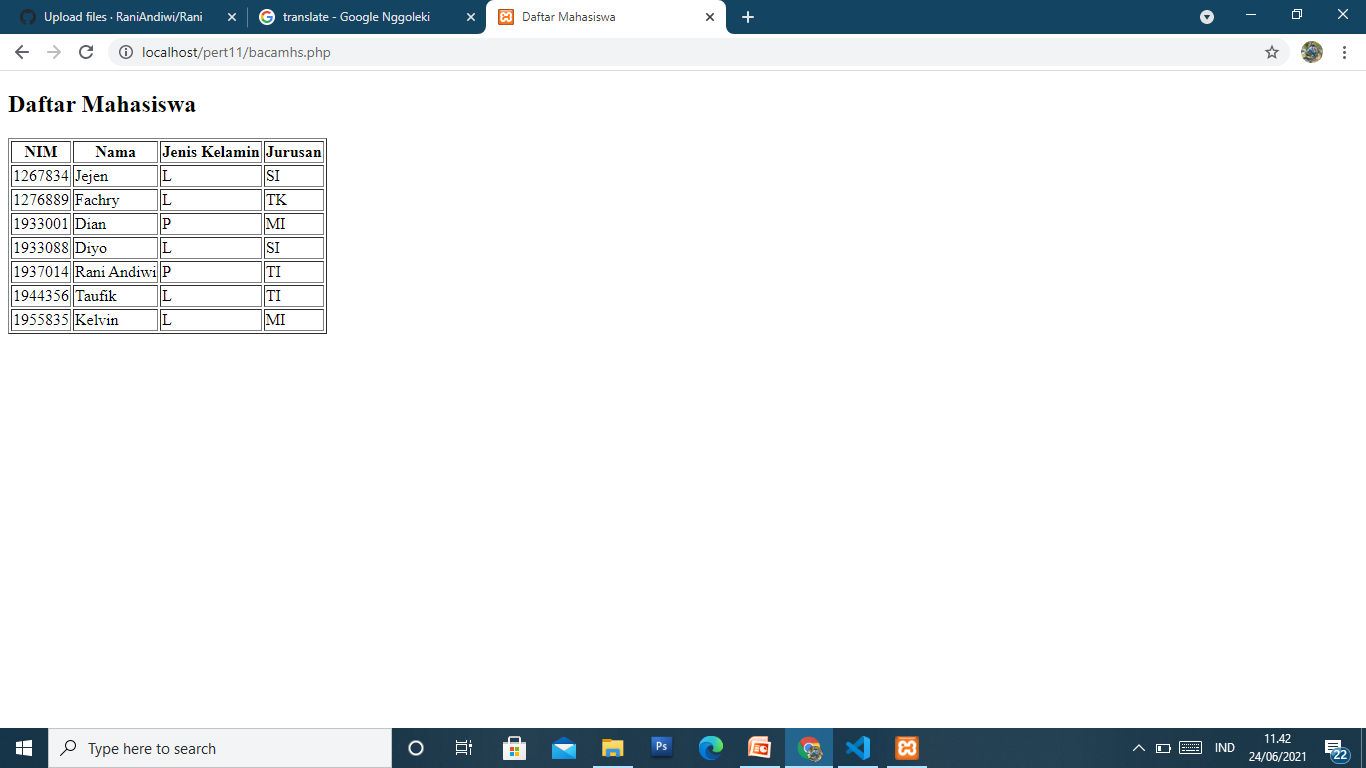 Upload files · RaniAndiwi/Rani
translate - Google Nggoleki
Daftar Mahasiswa
localhost/pert11/bacamhs.php
Daftar Mahasiswa
NIM Nama Jenis Kelamin Jurusan
1267834 Jejen L SI
1276889 Fachry L TK
1933001 Dian P MI
1933088 Diyo L SI
1937014 Rani Andiwi P TI
1944356 Taufik L TI
1955835 Kelvin L MI
Type here to search
Ps
IND
11.42
24/06/2021
22